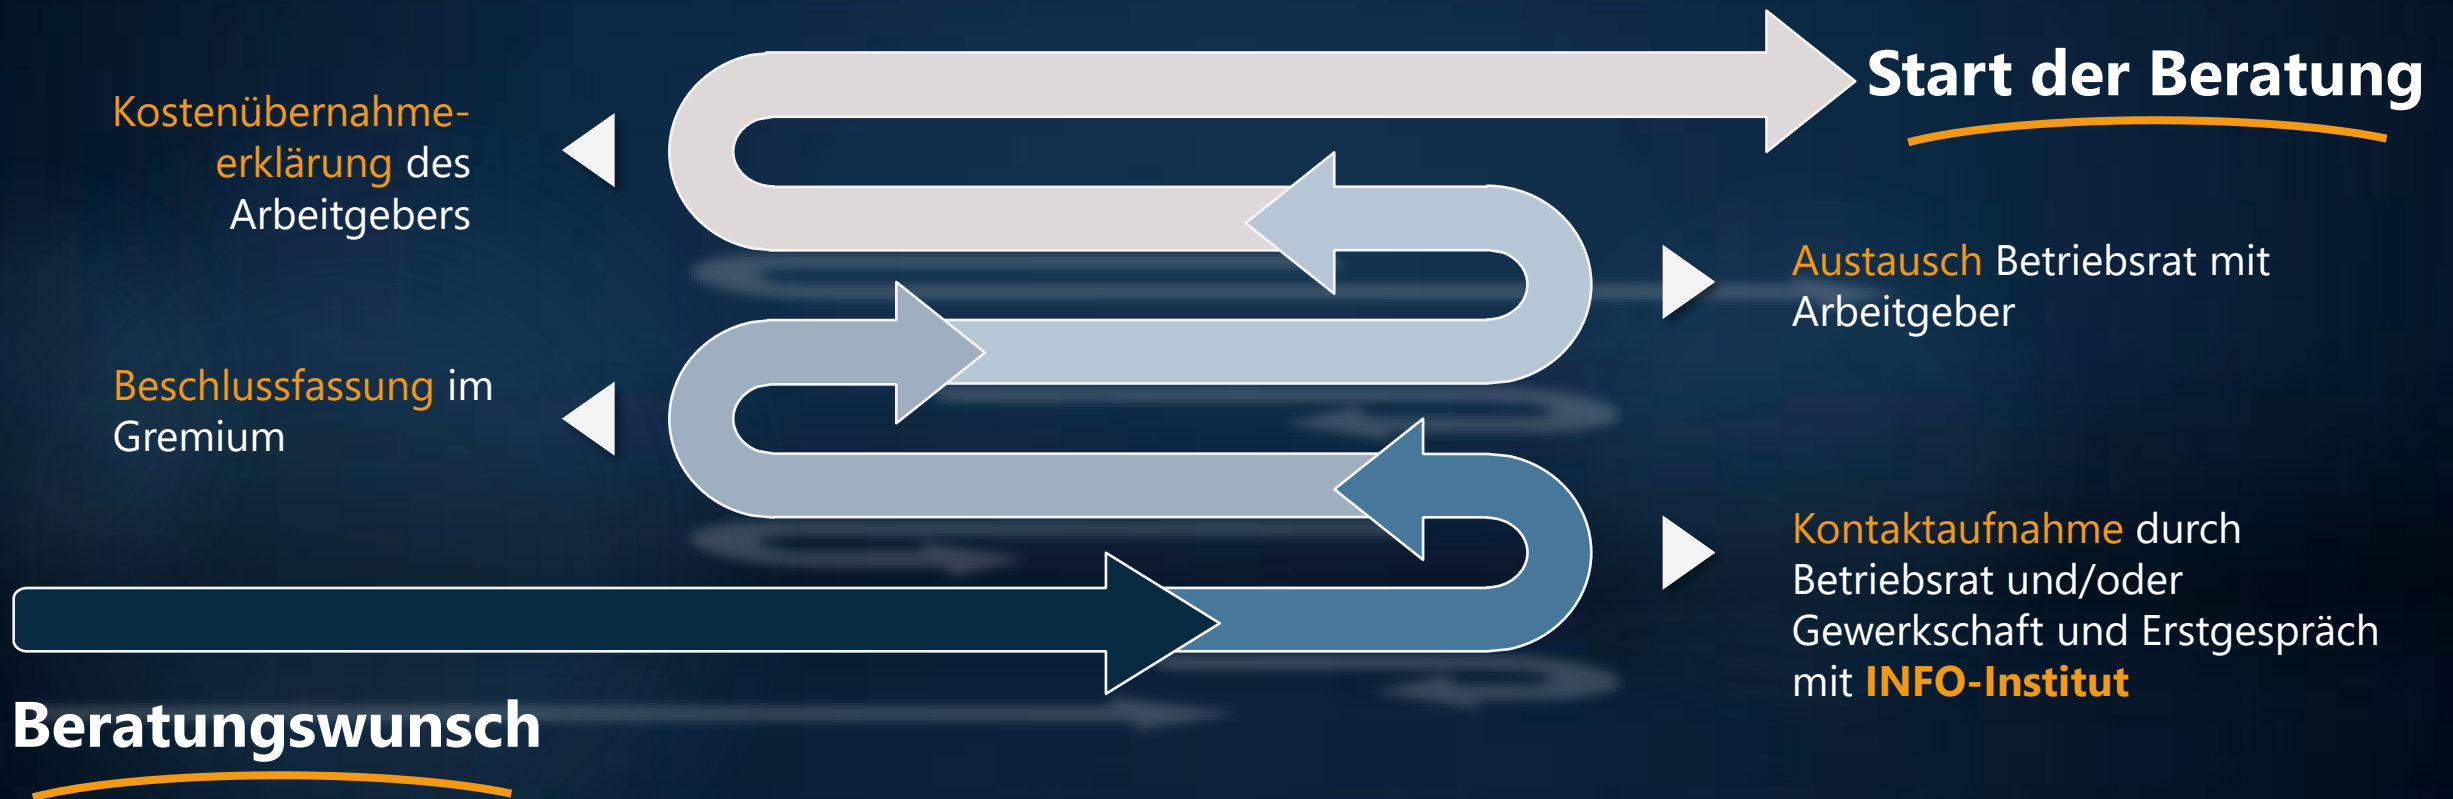 Start der Beratung
Kostenübernahme-
erklärung des
Arbeitgebers
Austausch Betriebsrat mit
Arbeitgeber
Beschlussfassung im
Gremium
Kontaktaufnahme durch
Betriebsrat und/oder
Gewerkschaft und Erstgespräch
mit INFO-Institut
Beratungswunsch